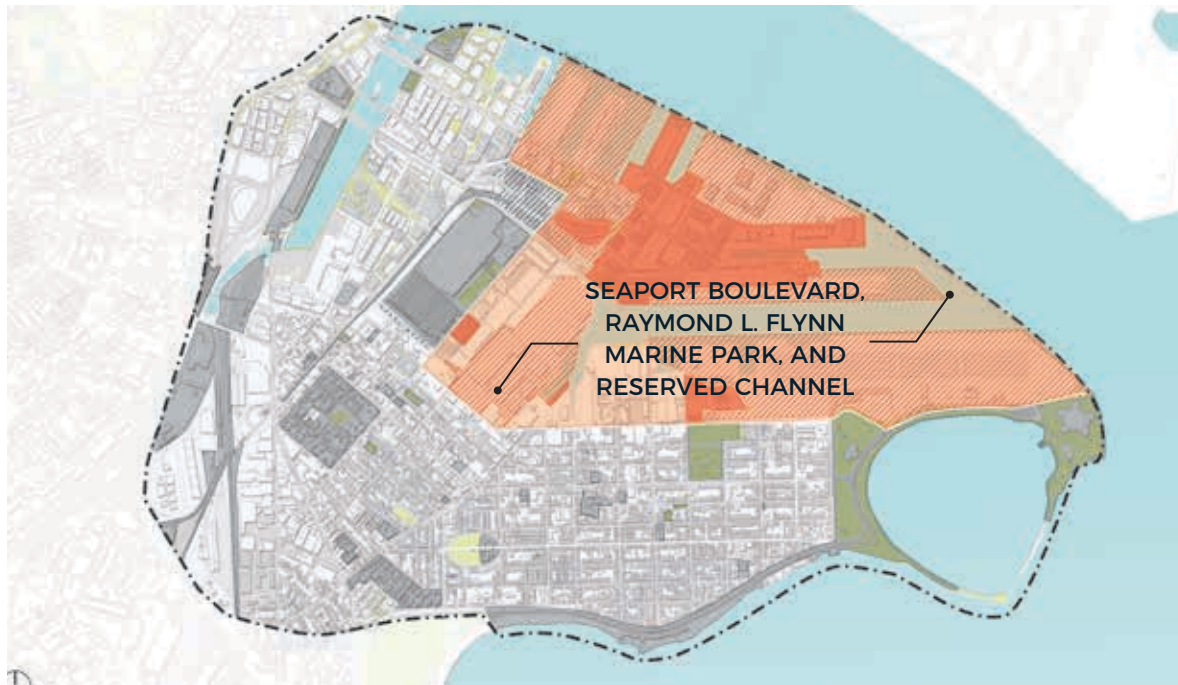 SEAPORT BOULEVARD,
RAYMOND L. FLYNN
MARINE PARK, AND
RESERVED CHANNEL